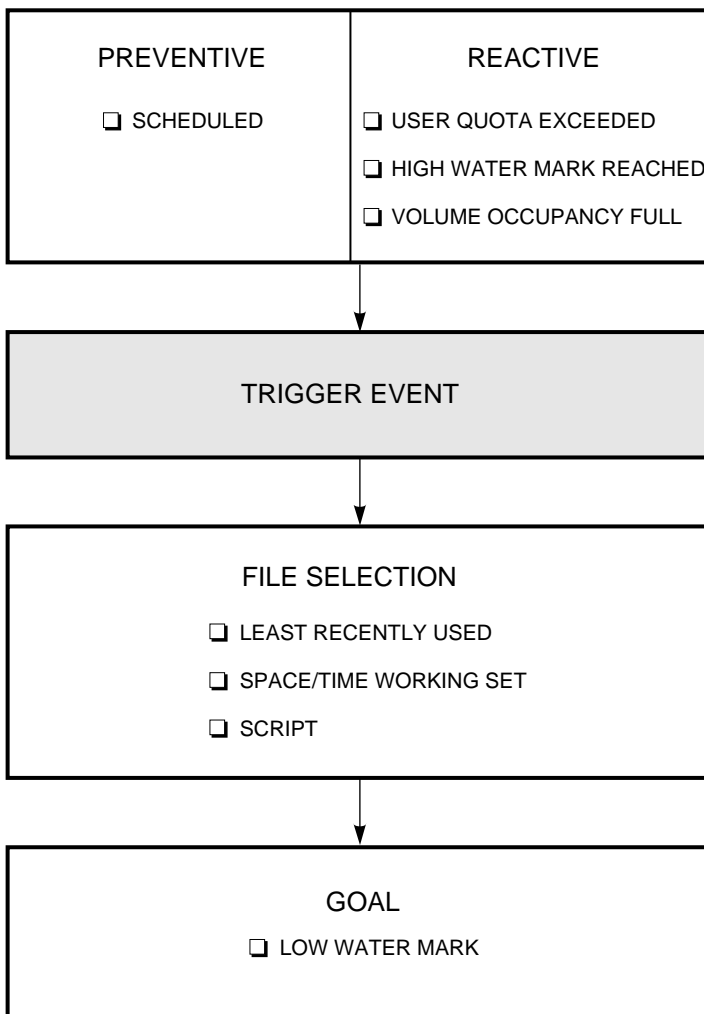 PREVENTIVE
❏ SCHEDULED
REACTIVE
❏ USER QUOTA EXCEEDED
❏ HIGH WATER MARK REACHED
❏ VOLUME OCCUPANCY FULL
TRIGGER EVENT
FILE SELECTION
❏ LEAST RECENTLY USED
❏ SPACE/TIME WORKING SET
❏ SCRIPT
GOAL
❏ LOW WATER MARK